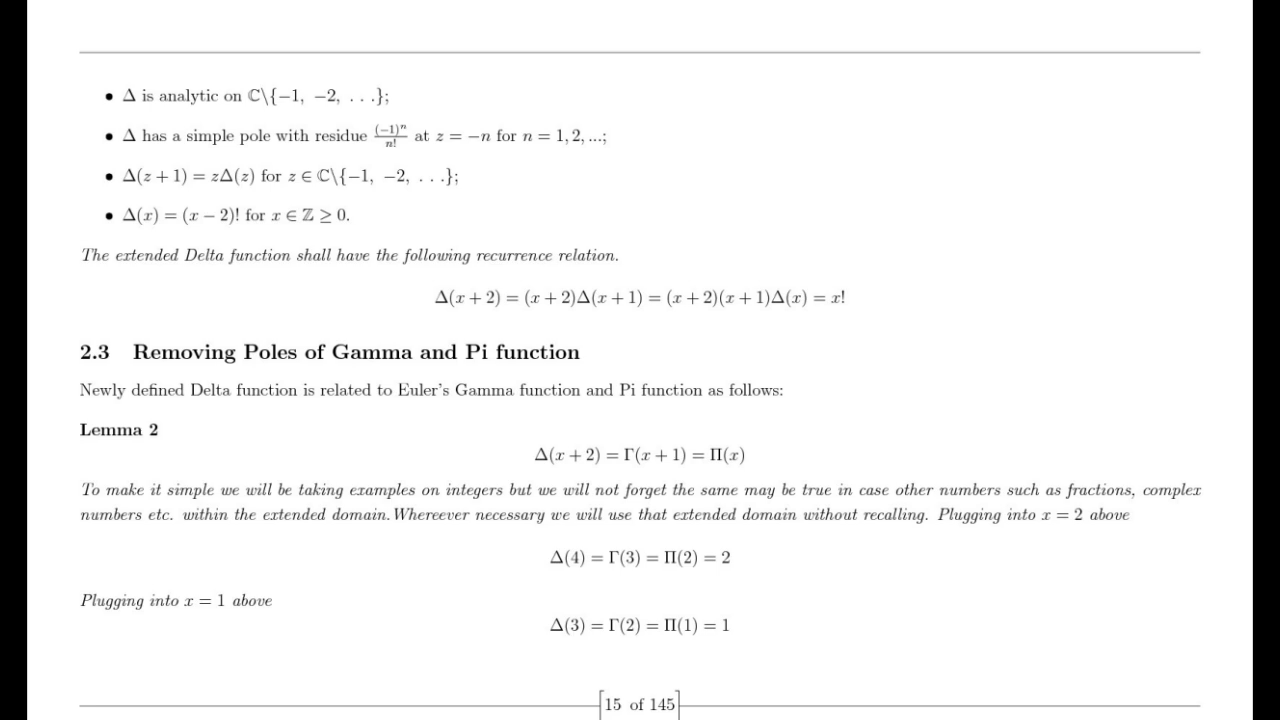 • Δ is analytic on ℂ\{−1, −2, . . .};
• Δ has a simple pole with residue (−1)ⁿ/n! at z = −n for n = 1, 2, ...;
• Δ(z + 1) = zΔ(z) for z ∈ ℂ\{−1, −2, . . .};
• Δ(x) = (x − 2)! for x ∈ ℤ ≥ 0.
The extended Delta function shall have the following recurrence relation.
Δ(x + 2) = (x + 2)Δ(x + 1) = (x + 2)(x + 1)Δ(x) = x!
2.3 Removing Poles of Gamma and Pi function
Newly defined Delta function is related to Euler's Gamma function and Pi function as follows:
Lemma 2
Δ(x + 2) = Γ(x + 1) = Π(x)
To make it simple we will be taking examples on integers but we will not forget the same may be true in case other numbers such as fractions, complex
numbers etc. within the extended domain. Whereever necessary we will use that extended domain without recalling. Plugging into x = 2 above
Δ(4) = Γ(3) = Π(2) = 2
Plugging into x = 1 above
Δ(3) = Γ(2) = Π(1) = 1
15 of 145